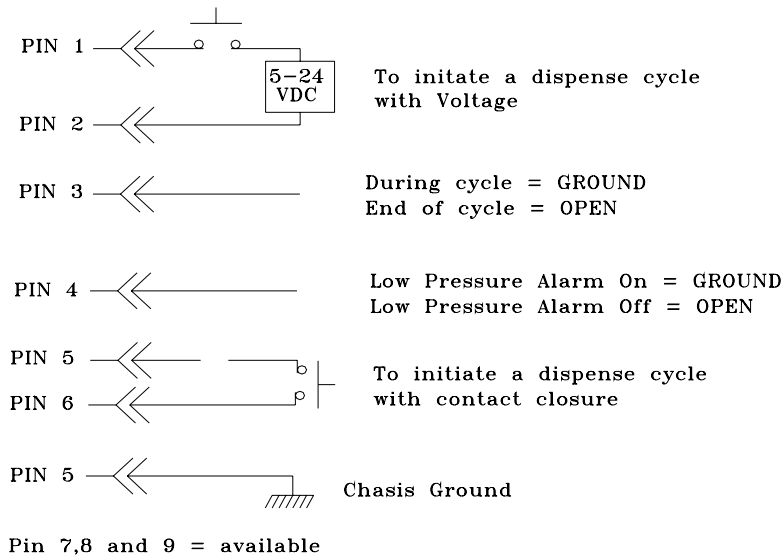 PIN 1
5-24
VDC
To initate a dispense cycle
with Voltage
PIN 2
PIN 3
During cycle = GROUND
End of cycle = OPEN
PIN 4
Low Pressure Alarm On = GROUND
Low Pressure Alarm Off = OPEN
PIN 5
To initiate a dispense cycle
with contact closure
PIN 6
PIN 5
Chasis Ground
Pin 7,8 and 9 = available